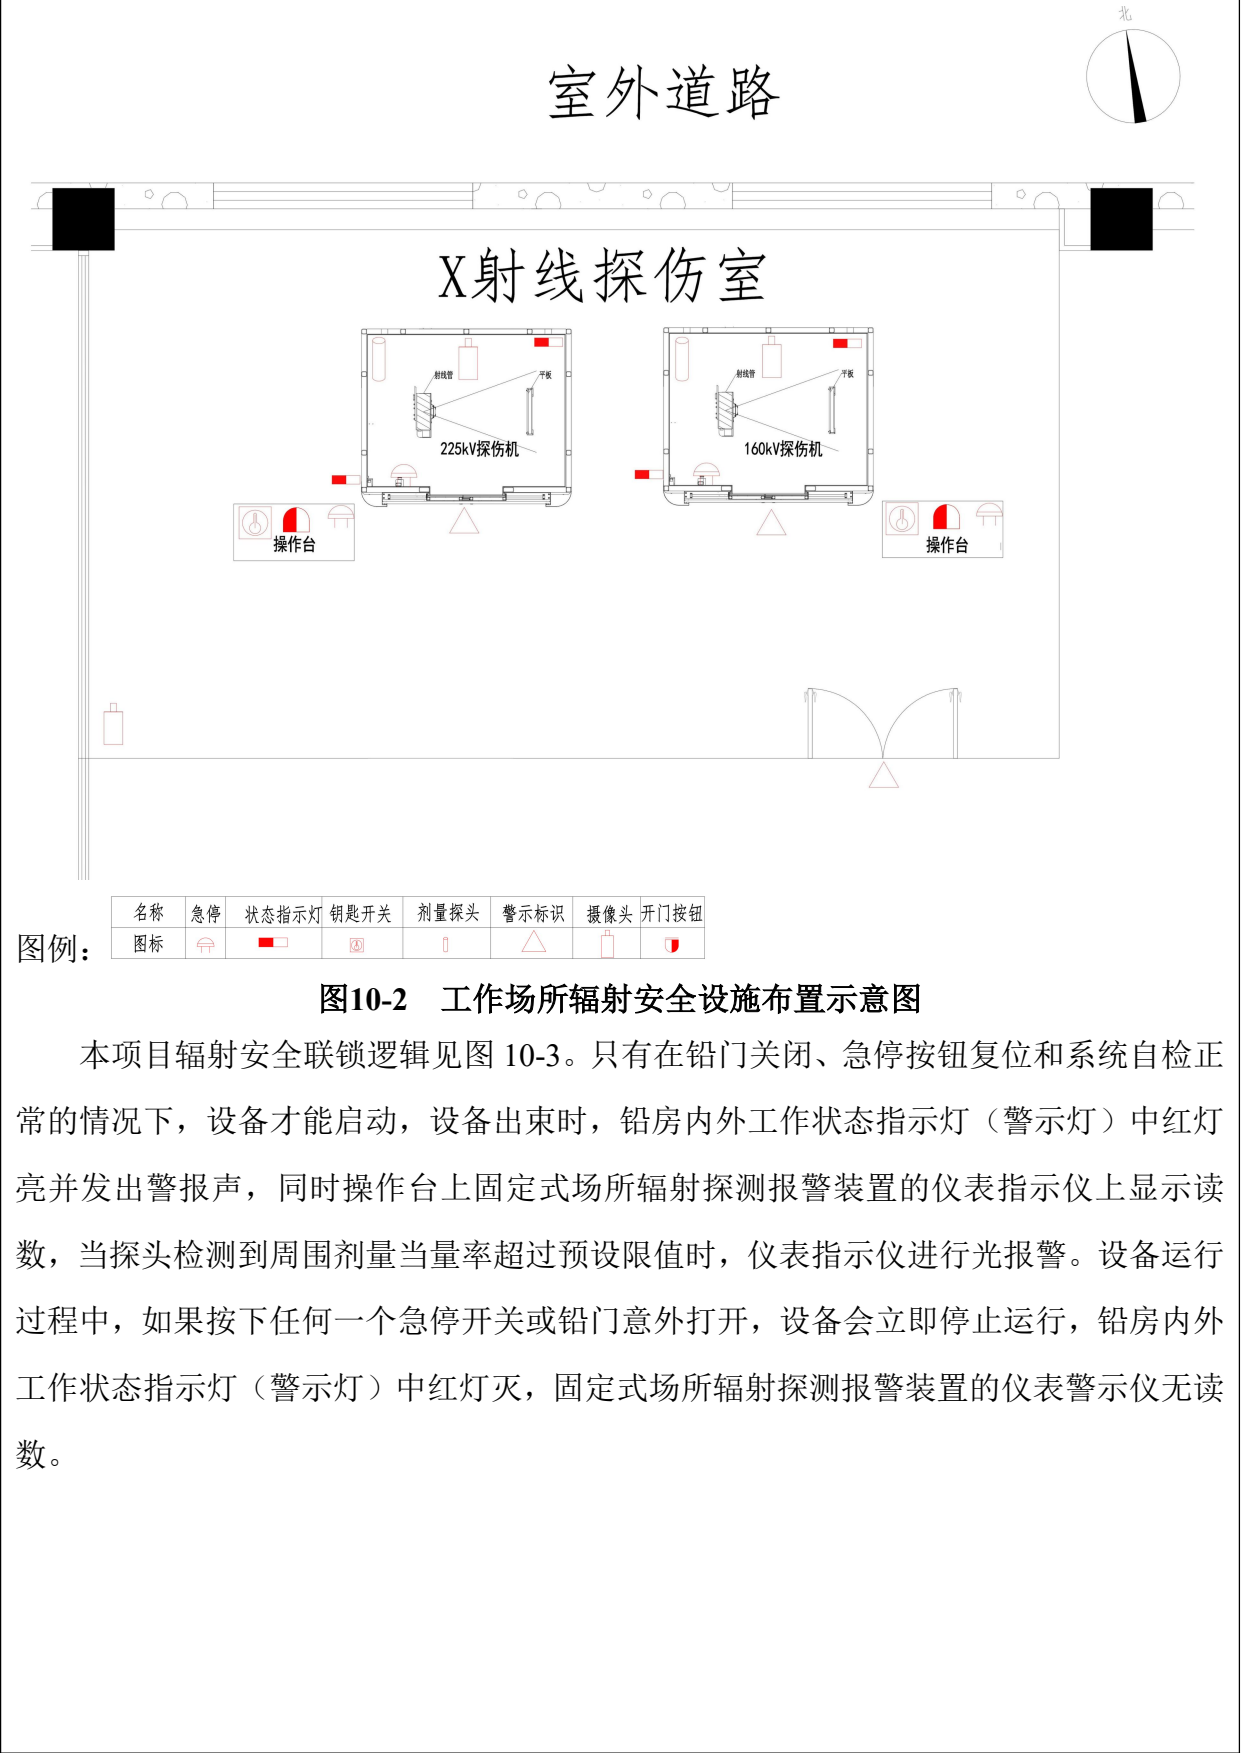 北
室外道路
X射线探伤室
射线管
平板
225kV探伤机
射线管
平板
160kV探伤机
操作台
操作台
图例：
名称 急停 状态指示灯 钥匙开关 剂量探头 警示标识 摄像头 开门按钮
图标
图10-2 工作场所辐射安全设施布置示意图
本项目辐射安全联锁逻辑见图 10-3。只有在铅门关闭、急停按钮复位和系统自检正
常的情况下，设备才能启动，设备出束时，铅房内外工作状态指示灯（警示灯）中红灯
亮并发出警报声，同时操作台上固定式场所辐射探测报警装置的仪表指示仪上显示读
数，当探头检测到周围剂量当量率超过预设限值时，仪表指示仪进行光报警。设备运行
过程中，如果按下任何一个急停开关或铅门意外打开，设备会立即停止运行，铅房内外
工作状态指示灯（警示灯）中红灯灭，固定式场所辐射探测报警装置的仪表警示仪无读
数。